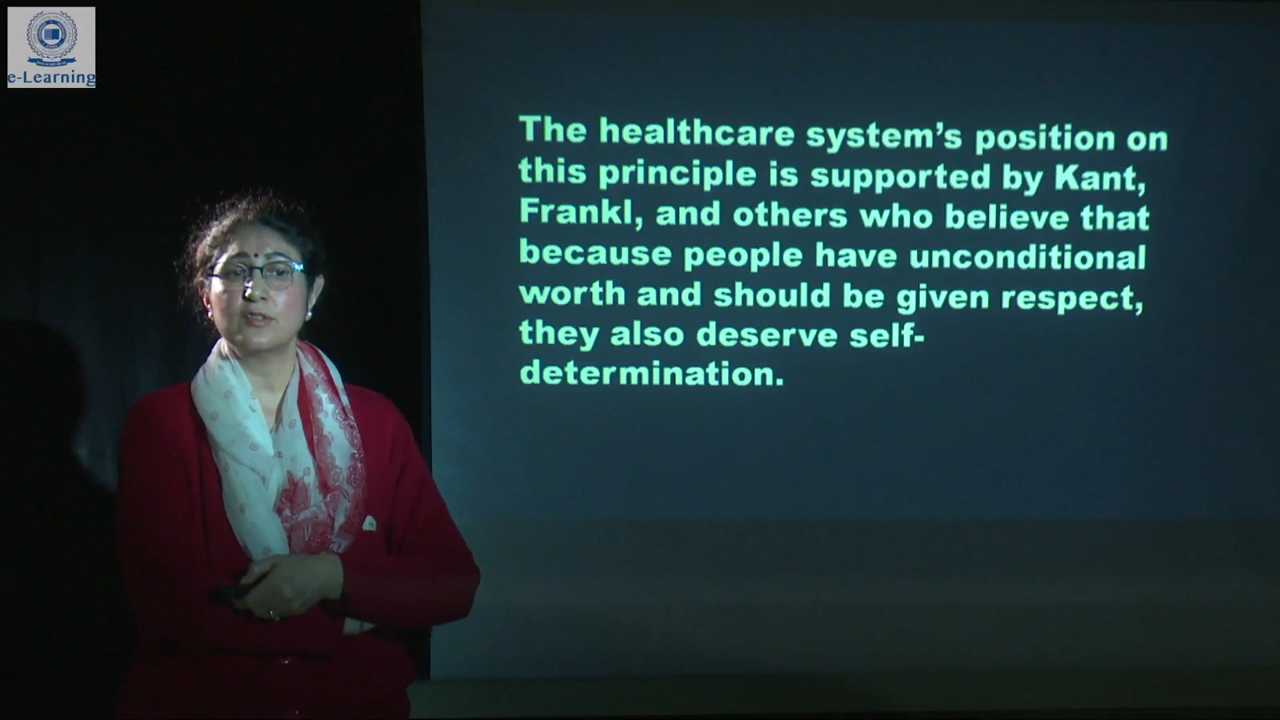 e-Learning
The healthcare system's position on
this principle is supported by Kant,
Frankl, and others who believe that
because people have unconditional
worth and should be given respect,
they also deserve self-
determination.